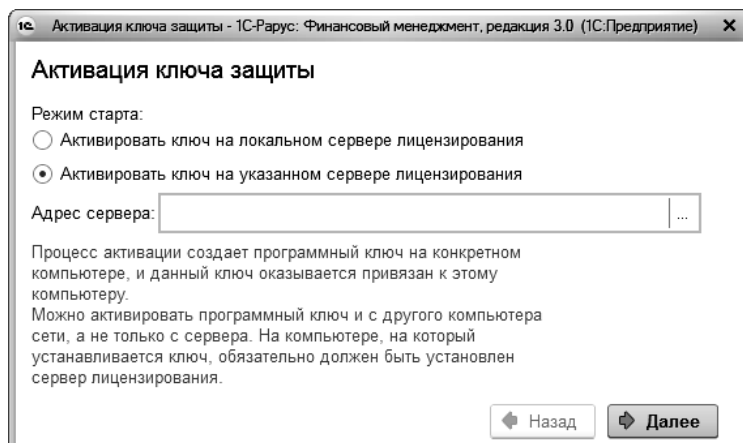 1С Активация ключа защиты - 1С-Рарус: Финансовый менеджмент, редакция 3.0 (1С:Предприятие)
Активация ключа защиты
Режим старта:
Активировать ключ на локальном сервере лицензирования
Активировать ключ на указанном сервере лицензирования
Адрес сервера: ...
Процесс активации создает программный ключ на конкретном
компьютере, и данный ключ оказывается привязан к этому
компьютеру.
Можно активировать программный ключ и с другого компьютера
сети, а не только с сервера. На компьютере, на который
устанавливается ключ, обязательно должен быть установлен
сервер лицензирования.
Назад Далее